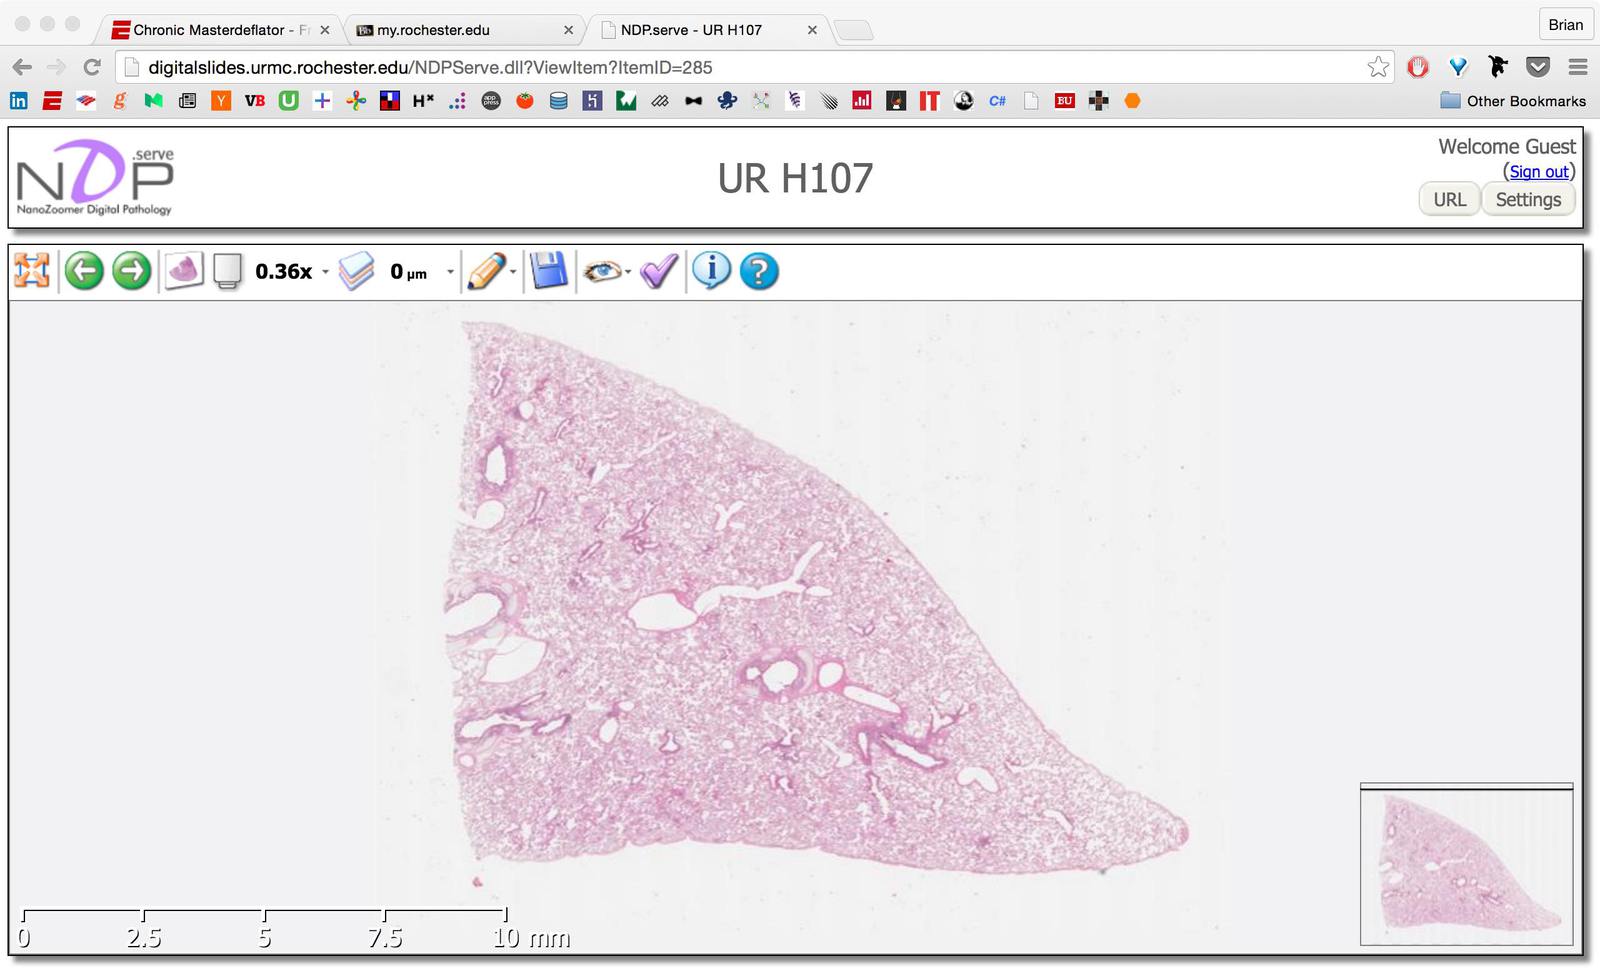 Chronic Masterdeflator - Fr
my.rochester.edu
NDP.serve - UR H107
Brian
digitalslides.urmc.rochester.edu/NDPServe.dll?ViewItem?ItemID=285
Other Bookmarks
NDP.serve
NanoZoomer Digital Pathology
UR H107
Welcome Guest
(Sign out)
URL Settings
0.36x 0 µm
0 2.5 5 7.5 10 mm